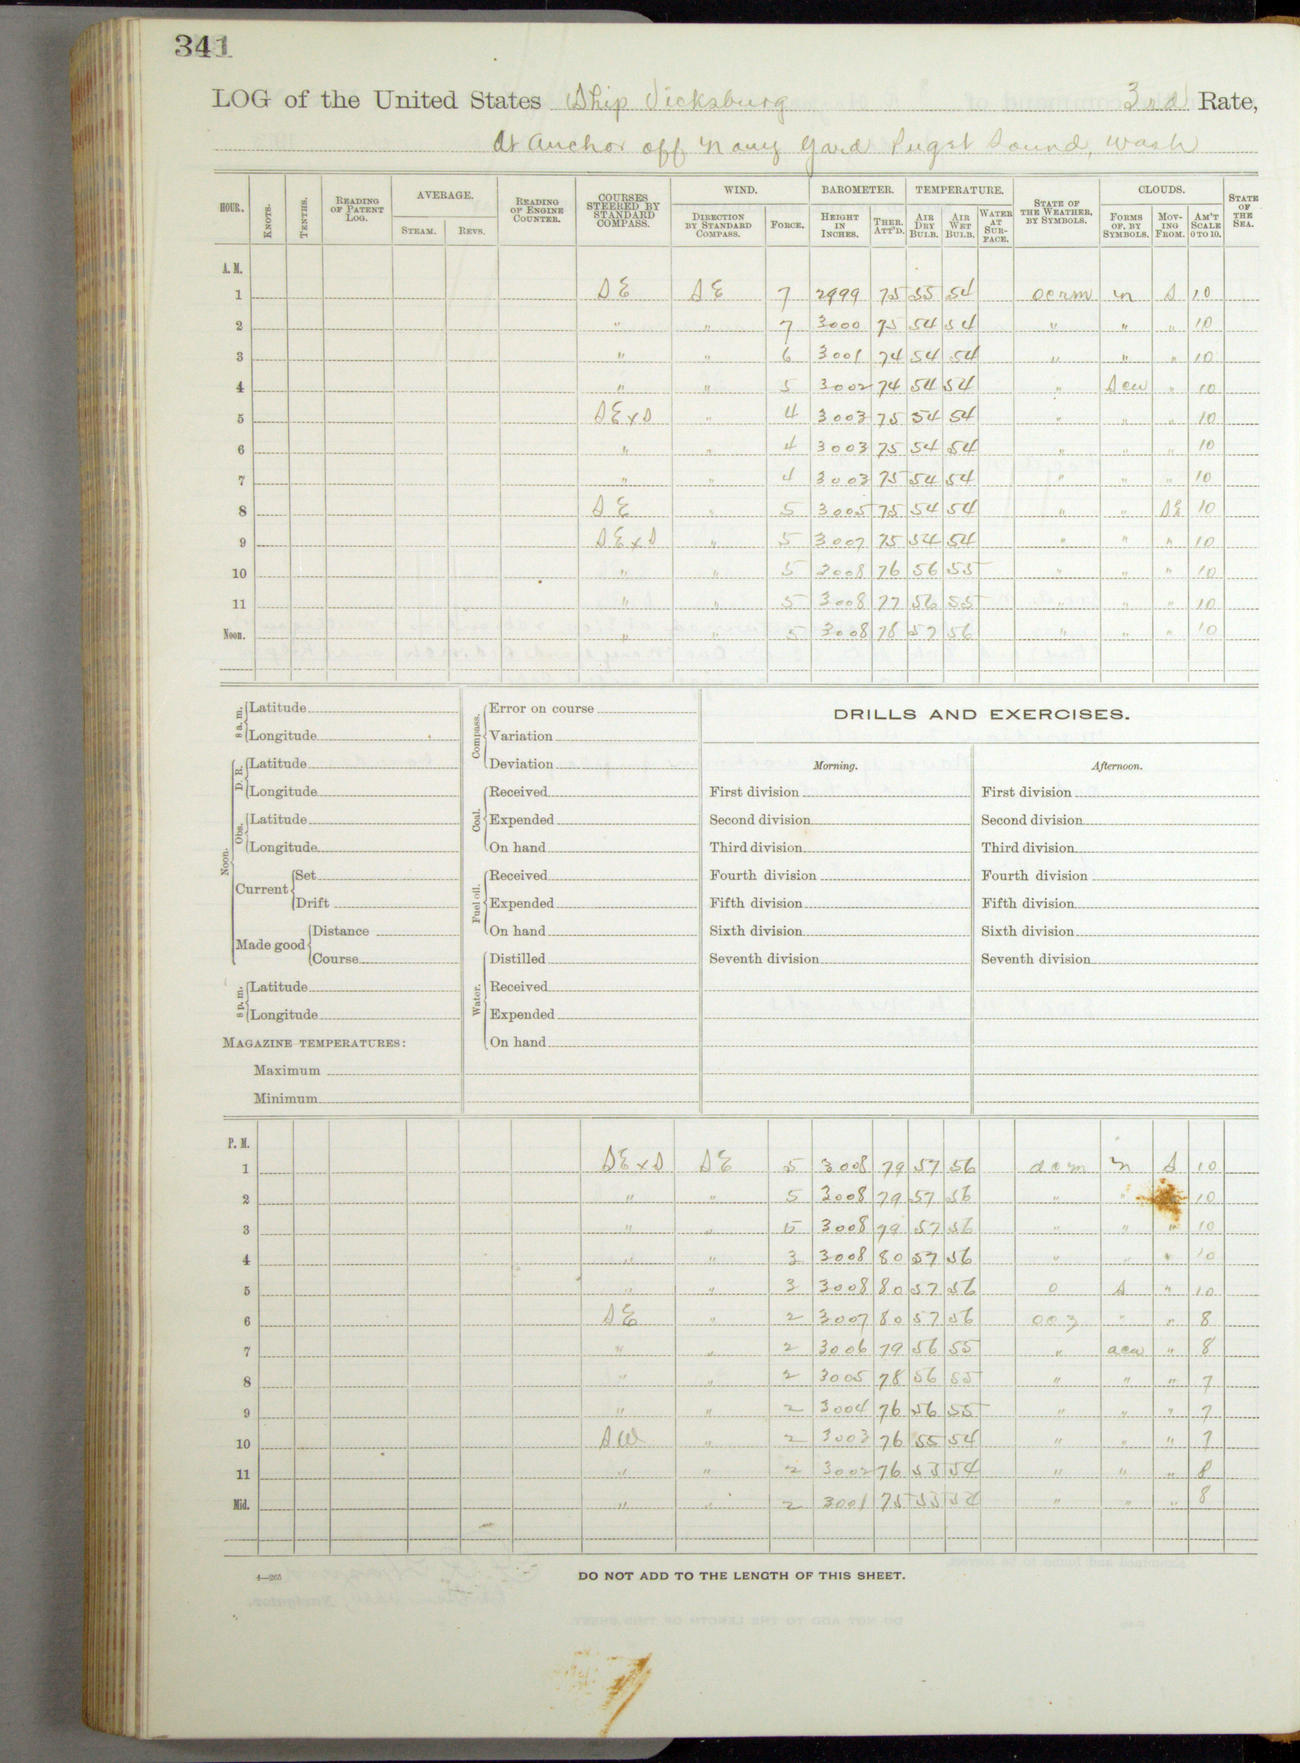 341
LOG of the United States Ship Vicksburg 3rd Rate,
At Anchor off Navy Yard Puget Sound, Wash
HOUR. KNOTS. TENTHS. READING OF PATENT LOG. AVERAGE. STEAM. REVS. READING OF ENGINE COUNTER. COURSES STEERED BY STANDARD COMPASS. WIND. DIRECTION BY STANDARD COMPASS. FORCE. BAROMETER. HEIGHT IN INCHES. THER. ATT'D. TEMPERATURE. AIR DRY BULB. AIR WET BULB. WATER AT SURFACE. STATE OF THE WEATHER, BY SYMBOLS. CLOUDS. FORMS OF, BY SYMBOLS. MOVING FROM. AM'T SCALE 0 TO 10. STATE OF THE SEA.
A. M.
1 SE SE 7 2999 75 55 54 ocrm n S 10
2 " " 7 3000 75 54 54 " " " 10
3 " " 6 3001 74 54 54 " " " 10
4 " " 5 3002 74 54 54 " Scu " 10
5 SExS " 4 3003 75 54 54 " " " 10
6 " " 4 3003 75 54 54 " " " 10
7 " " 4 3003 75 54 54 " " " 10
8 SE " 5 3005 75 54 54 " " SE 10
9 SExS " 5 3007 75 54 54 " " " 10
10 " " 5 3008 76 56 55 " " " 10
11 " " 5 3008 77 56 55 " " " 10
Noon. " " 5 3008 78 57 56 " " " 10
8 a. m. Latitude
Longitude
Noon. D. R. Latitude
Longitude
Obs. Latitude
Longitude
Current Set
Drift
Made good Distance
Course
8 p. m. Latitude
Longitude
MAGAZINE TEMPERATURES:
Maximum
Minimum
Compass. Error on course
Variation
Deviation
Coal. Received
Expended
On hand
Fuel oil. Received
Expended
On hand
Water. Distilled
Received
Expended
On hand
DRILLS AND EXERCISES.
Morning.
First division
Second division
Third division
Fourth division
Fifth division
Sixth division
Seventh division
Afternoon.
First division
Second division
Third division
Fourth division
Fifth division
Sixth division
Seventh division
P. M.
1 SExS SE 5 3008 79 57 56 ocm n S 10
2 " " 5 3008 79 57 56 " " 10
3 " " 5 3008 79 57 56 " " " 10
4 " " 3 3008 80 57 56 " " " 10
5 " " 3 3008 80 57 56 o S " 10
6 SE " 2 3007 80 57 56 " " 8
7 " " 2 3006 79 56 55 " acu " 8
8 " " 2 3005 78 56 55 " " " 7
9 " " 2 3004 76 56 55 " " " 7
10 SW " 2 3003 76 55 54 " " " 7
11 " " 2 3002 76 55 54 " " " 8
Mid. " " 2 3001 75 55 54 " " " 8
4—265
DO NOT ADD TO THE LENGTH OF THIS SHEET.